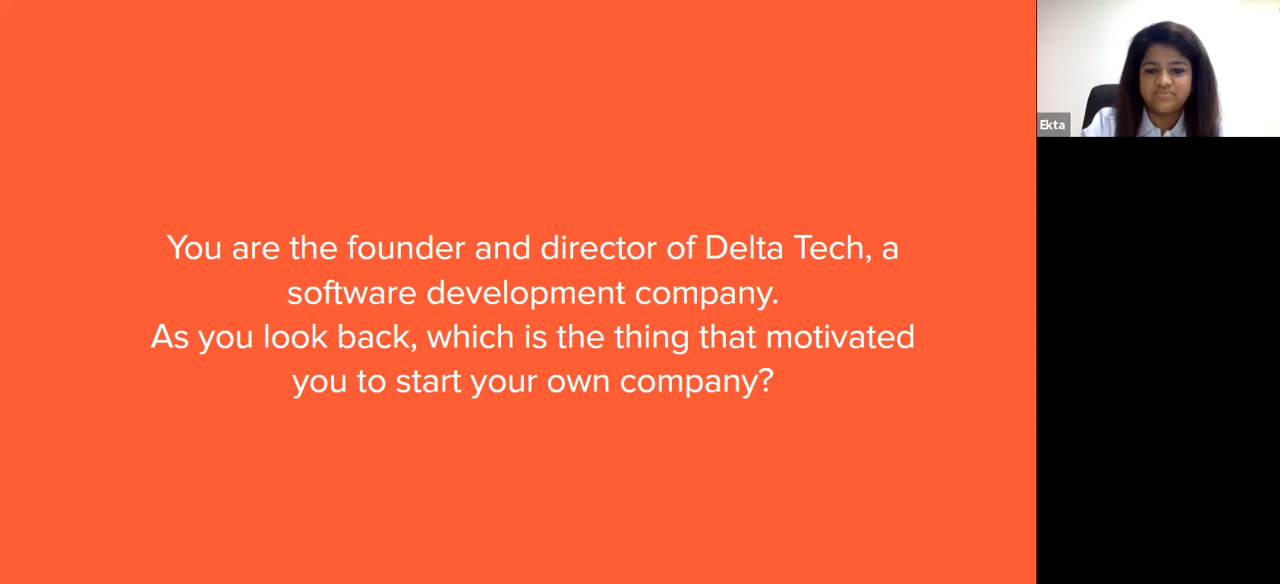 You are the founder and director of Delta Tech, a
software development company.
As you look back, which is the thing that motivated
you to start your own company?
Ekta